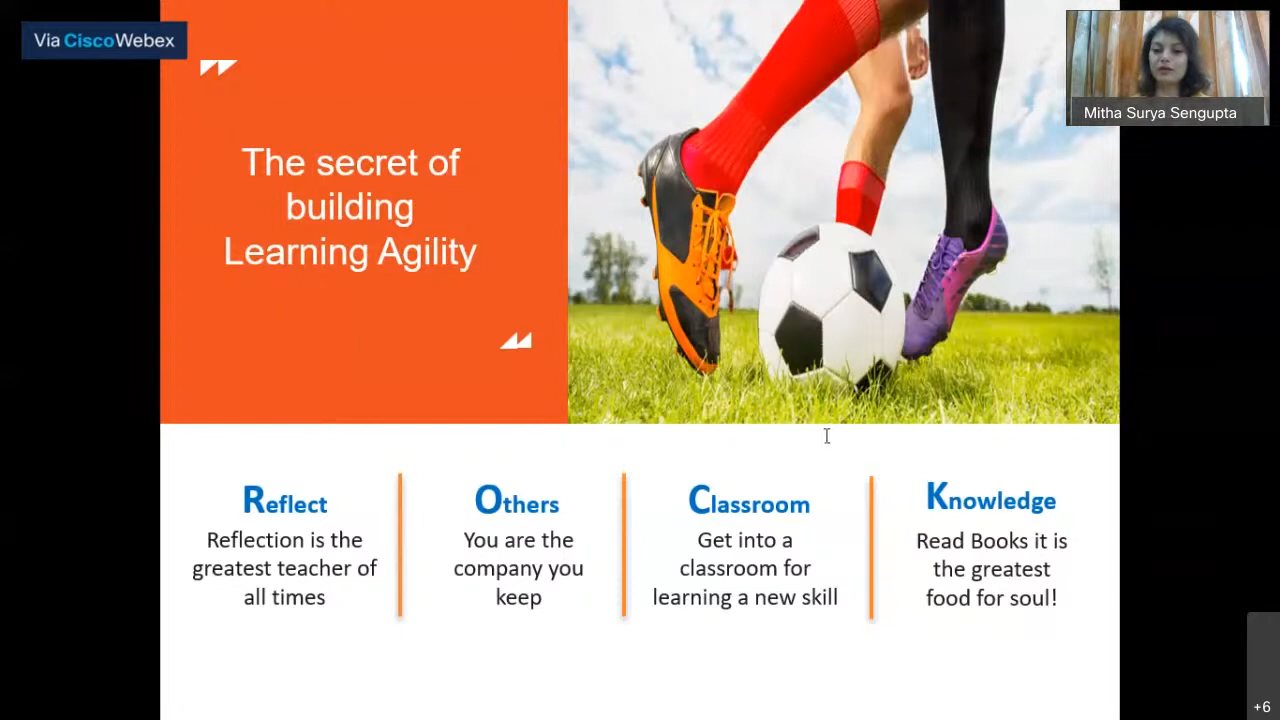 Via CiscoWebex
Mitha Surya Sengupta
The secret of
building
Learning Agility
Reflect
Reflection is the
greatest teacher of
all times
Others
You are the
company you
keep
Classroom
Get into a
classroom for
learning a new skill
Knowledge
Read Books it is
the greatest
food for soul!
+6